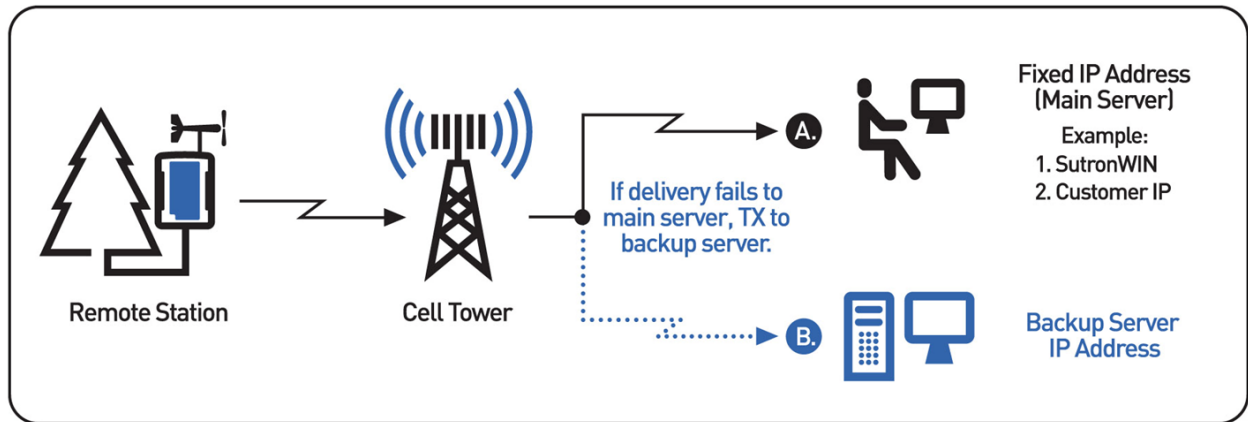 Remote Station
Cell Tower
If delivery fails to
main server, TX to
backup server.
A.
Fixed IP Address
(Main Server)
Example:
1. SutronWIN
2. Customer IP
B.
Backup Server
IP Address